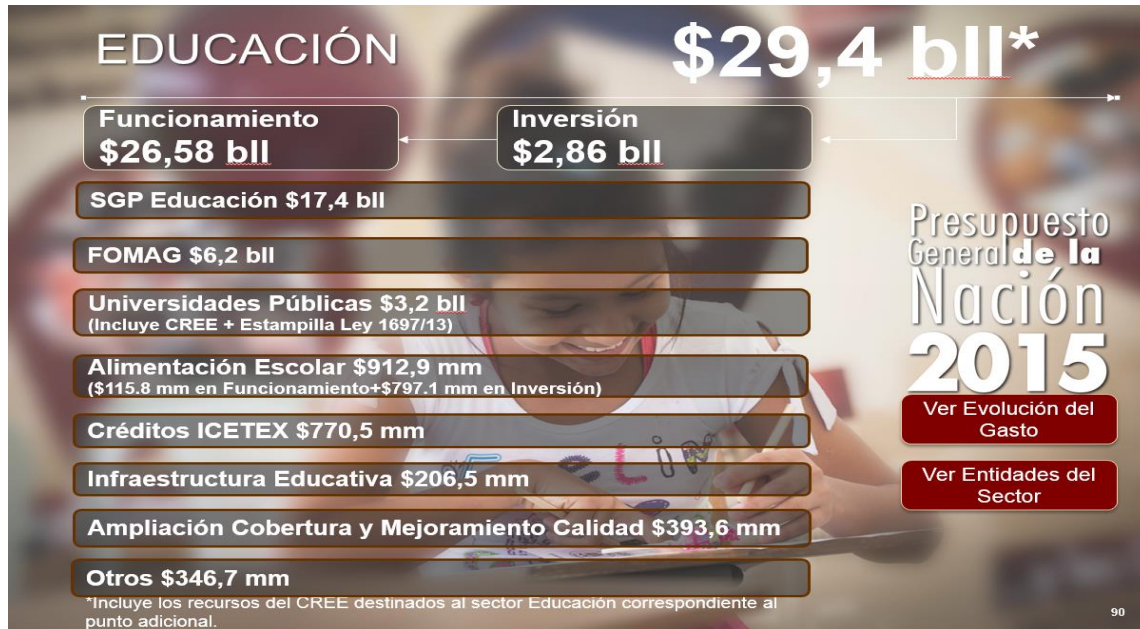 EDUCACIÓN
$29,4 bll*
Funcionamiento
$26,58 bll
Inversión
$2,86 bll
SGP Educación $17,4 bll
FOMAG $6,2 bll
Universidades Públicas $3,2 bll
(Incluye CREE + Estampilla Ley 1697/13)
Alimentación Escolar $912,9 mm
($115.8 mm en Funcionamiento+$797.1 mm en Inversión)
Créditos ICETEX $770,5 mm
Infraestructura Educativa $206,5 mm
Ampliación Cobertura y Mejoramiento Calidad $393,6 mm
Otros $346,7 mm
*Incluye los recursos del CREE destinados al sector Educación correspondiente al
punto adicional.
Presupuesto
General de la
Nación
2015
Ver Evolución del
Gasto
Ver Entidades del
Sector
90